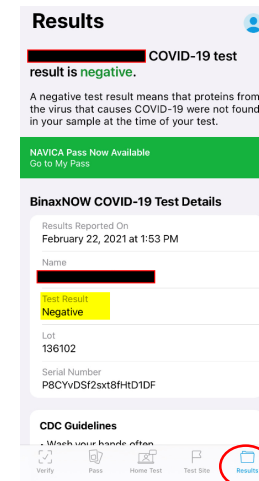 Results
COVID-19 test
result is negative.
A negative test result means that proteins from
the virus that causes COVID-19 were not found
in your sample at the time of your test.
NAVICA Pass Now Available
Go to My Pass
BinaxNOW COVID-19 Test Details
Results Reported On
February 22, 2021 at 1:53 PM
Name
Test Result
Negative
Lot
136102
Serial Number
P8CYvDSf2sxt8fHtD1DF
CDC Guidelines
• Wash your hands often
Verify Pass Home Test Test Site Results